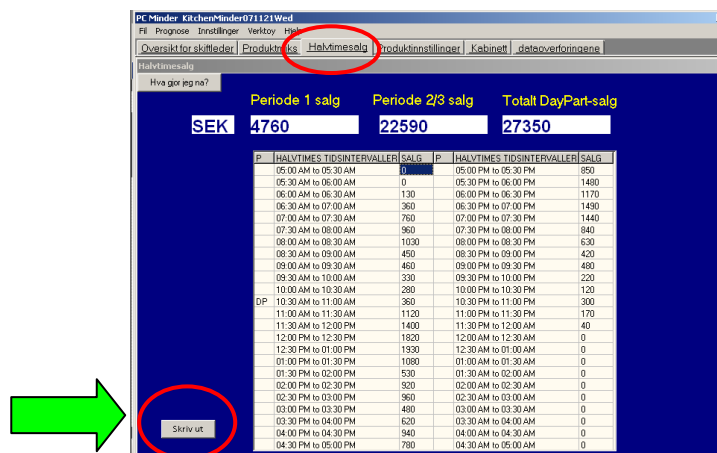 PC Minder KitchenMinder071121Wed
Fil Prognose Innstillinger Verktoy Hjelp
Oversikt for skiftleder Produktmiks Halvtimesalg Produktinnstillinger Kabinett dataoverforingene
Halvtimesalg
Hva gjor jeg na?
Periode 1 salg Periode 2/3 salg Totalt DayPart-salg
SEK 4760 22590 27350
P HALVTIMES TIDSINTERVALLER SALG P HALVTIMES TIDSINTERVALLER SALG
05:00 AM to 05:30 AM 0 05:00 PM to 05:30 PM 850
05:30 AM to 06:00 AM 0 05:30 PM to 06:00 PM 1480
06:00 AM to 06:30 AM 130 06:00 PM to 06:30 PM 1170
06:30 AM to 07:00 AM 360 06:30 PM to 07:00 PM 1490
07:00 AM to 07:30 AM 760 07:00 PM to 07:30 PM 1440
07:30 AM to 08:00 AM 960 07:30 PM to 08:00 PM 840
08:00 AM to 08:30 AM 1030 08:00 PM to 08:30 PM 630
08:30 AM to 09:00 AM 450 08:30 PM to 09:00 PM 420
09:00 AM to 09:30 AM 460 09:00 PM to 09:30 PM 480
09:30 AM to 10:00 AM 330 09:30 PM to 10:00 PM 220
10:00 AM to 10:30 AM 280 10:00 PM to 10:30 PM 120
DP 10:30 AM to 11:00 AM 360 10:30 PM to 11:00 PM 300
11:00 AM to 11:30 AM 1120 11:00 PM to 11:30 PM 170
11:30 AM to 12:00 PM 1400 11:30 PM to 12:00 AM 40
12:00 PM to 12:30 PM 1820 12:00 AM to 12:30 AM 0
12:30 PM to 01:00 PM 1930 12:30 AM to 01:00 AM 0
01:00 PM to 01:30 PM 1080 01:00 AM to 01:30 AM 0
01:30 PM to 02:00 PM 530 01:30 AM to 02:00 AM 0
02:00 PM to 02:30 PM 920 02:00 AM to 02:30 AM 0
02:30 PM to 03:00 PM 960 02:30 AM to 03:00 AM 0
03:00 PM to 03:30 PM 480 03:00 AM to 03:30 AM 0
03:30 PM to 04:00 PM 620 03:30 AM to 04:00 AM 0
04:00 PM to 04:30 PM 940 04:00 AM to 04:30 AM 0
04:30 PM to 05:00 PM 780 04:30 AM to 05:00 AM 0
Skriv ut